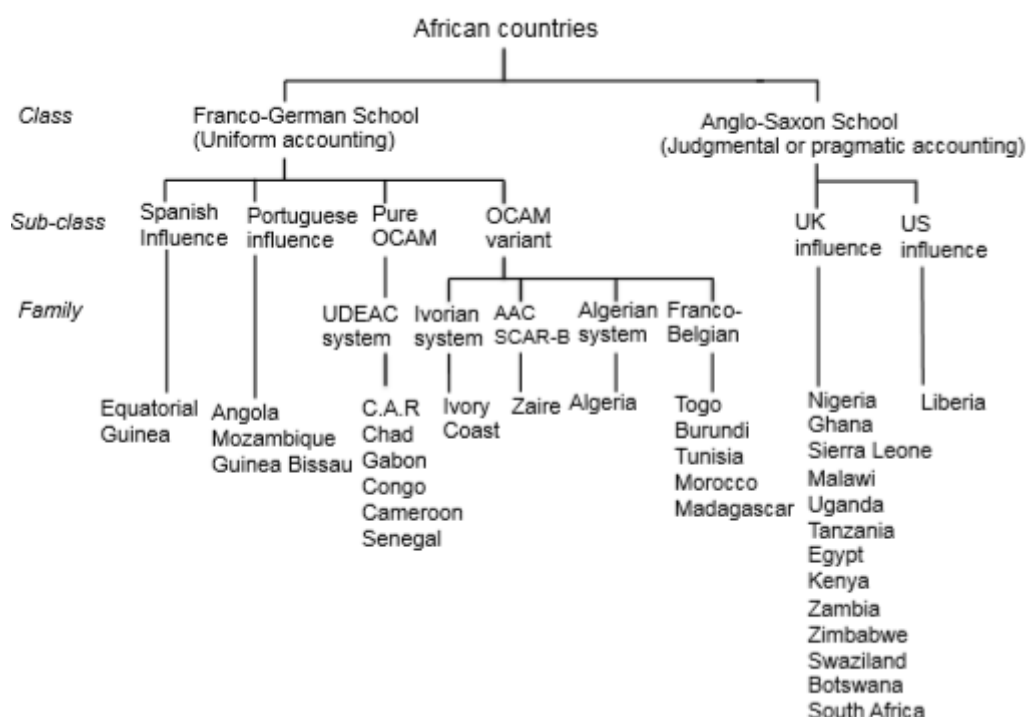 African countries
Class
Franco-German School
(Uniform accounting)
Anglo-Saxon School
(Judgmental or pragmatic accounting)
Sub-class
Spanish
Influence
Portuguese
influence
Pure
OCAM
OCAM
variant
UK
influence
US
influence
Family
UDEAC
system
Ivorian
system
AAC
SCAR-B
Algerian
system
Franco-
Belgian
Equatorial
Guinea
Angola
Mozambique
Guinea Bissau
C.A.R
Chad
Gabon
Congo
Cameroon
Senegal
Ivory
Coast
Zaire
Algeria
Togo
Burundi
Tunisia
Morocco
Madagascar
Nigeria
Ghana
Sierra Leone
Malawi
Uganda
Tanzania
Egypt
Kenya
Zambia
Zimbabwe
Swaziland
Botswana
South Africa
Liberia